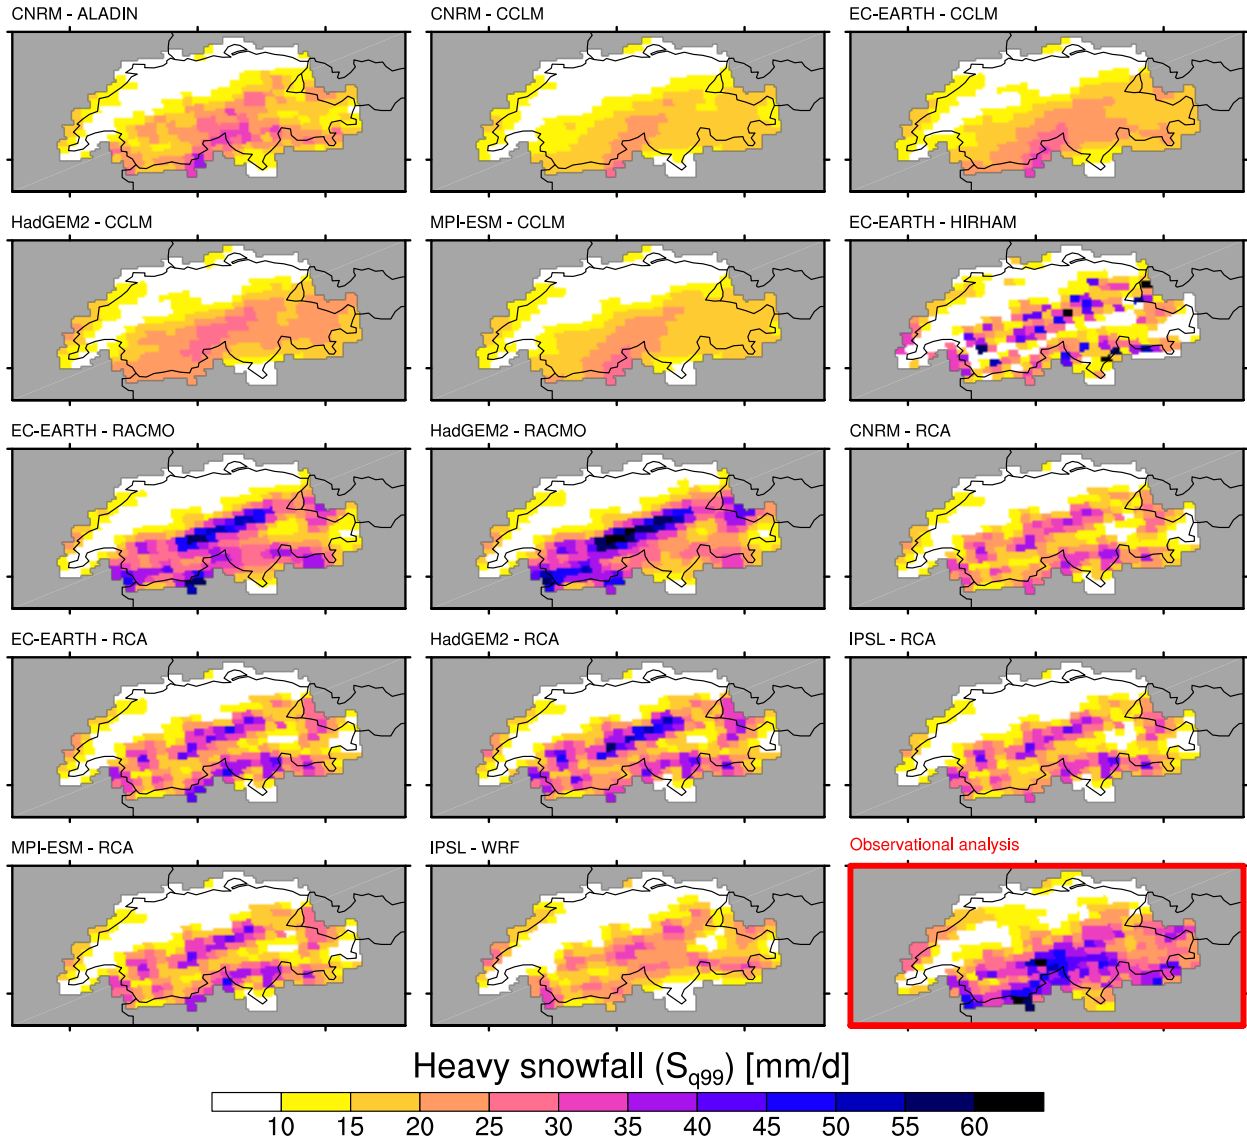 CNRM - ALADIN
CNRM - CCLM
EC-EARTH - CCLM
HadGEM2 - CCLM
MPI-ESM - CCLM
EC-EARTH - HIRHAM
EC-EARTH - RACMO
HadGEM2 - RACMO
CNRM - RCA
EC-EARTH - RCA
HadGEM2 - RCA
IPSL - RCA
MPI-ESM - RCA
IPSL - WRF
Observational analysis
Heavy snowfall (Sq99) [mm/d]
10 15 20 25 30 35 40 45 50 55 60